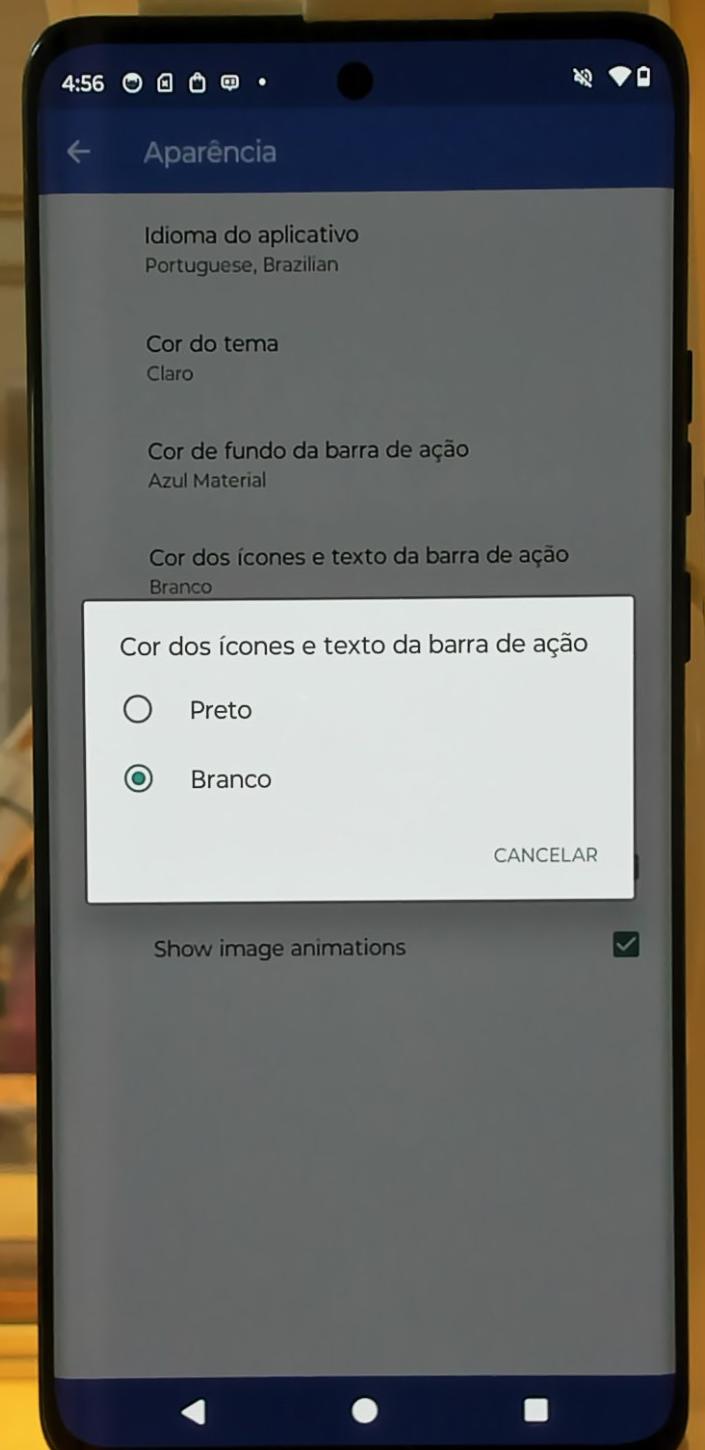 4:56
Aparência
Idioma do aplicativo
Portuguese, Brazilian
Cor do tema
Claro
Cor de fundo da barra de ação
Azul Material
Cor dos ícones e texto da barra de ação
Branco
Cor dos ícones e texto da barra de ação
Preto
Branco
CANCELAR
Show image animations